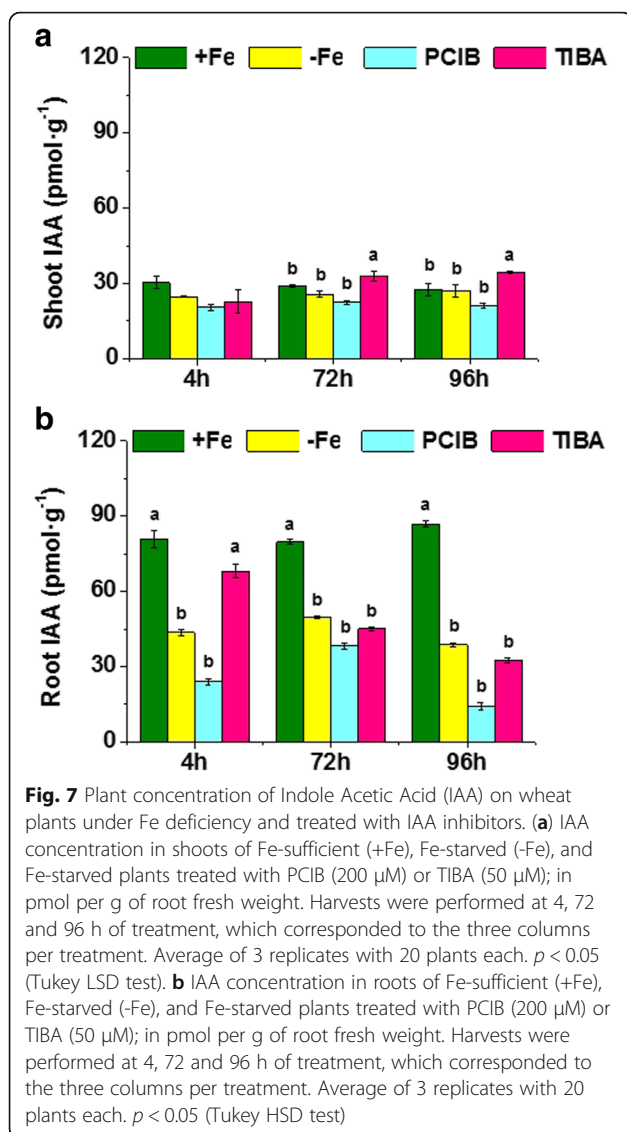 a
+Fe -Fe PCIB TIBA
120
90
60
30
0
Shoot IAA (pmol·g⁻¹)
b b b a
b b b a
4h 72h 96h
b
+Fe -Fe PCIB TIBA
120
90
60
30
0
Root IAA (pmol·g⁻¹)
a b b a
a b b b
a b b b
4h 72h 96h
Fig. 7 Plant concentration of Indole Acetic Acid (IAA) on wheat
plants under Fe deficiency and treated with IAA inhibitors. (a) IAA
concentration in shoots of Fe-sufficient (+Fe), Fe-starved (-Fe), and
Fe-starved plants treated with PCIB (200 μM) or TIBA (50 μM); in
pmol per g of root fresh weight. Harvests were performed at 4, 72
and 96 h of treatment, which corresponded to the three columns
per treatment. Average of 3 replicates with 20 plants each. p < 0.05
(Tukey LSD test). b IAA concentration in roots of Fe-sufficient (+Fe),
Fe-starved (-Fe), and Fe-starved plants treated with PCIB (200 μM) or
TIBA (50 μM); in pmol per g of root fresh weight. Harvests were
performed at 4, 72 and 96 h of treatment, which corresponded to
the three columns per treatment. Average of 3 replicates with 20
plants each. p < 0.05 (Tukey HSD test)